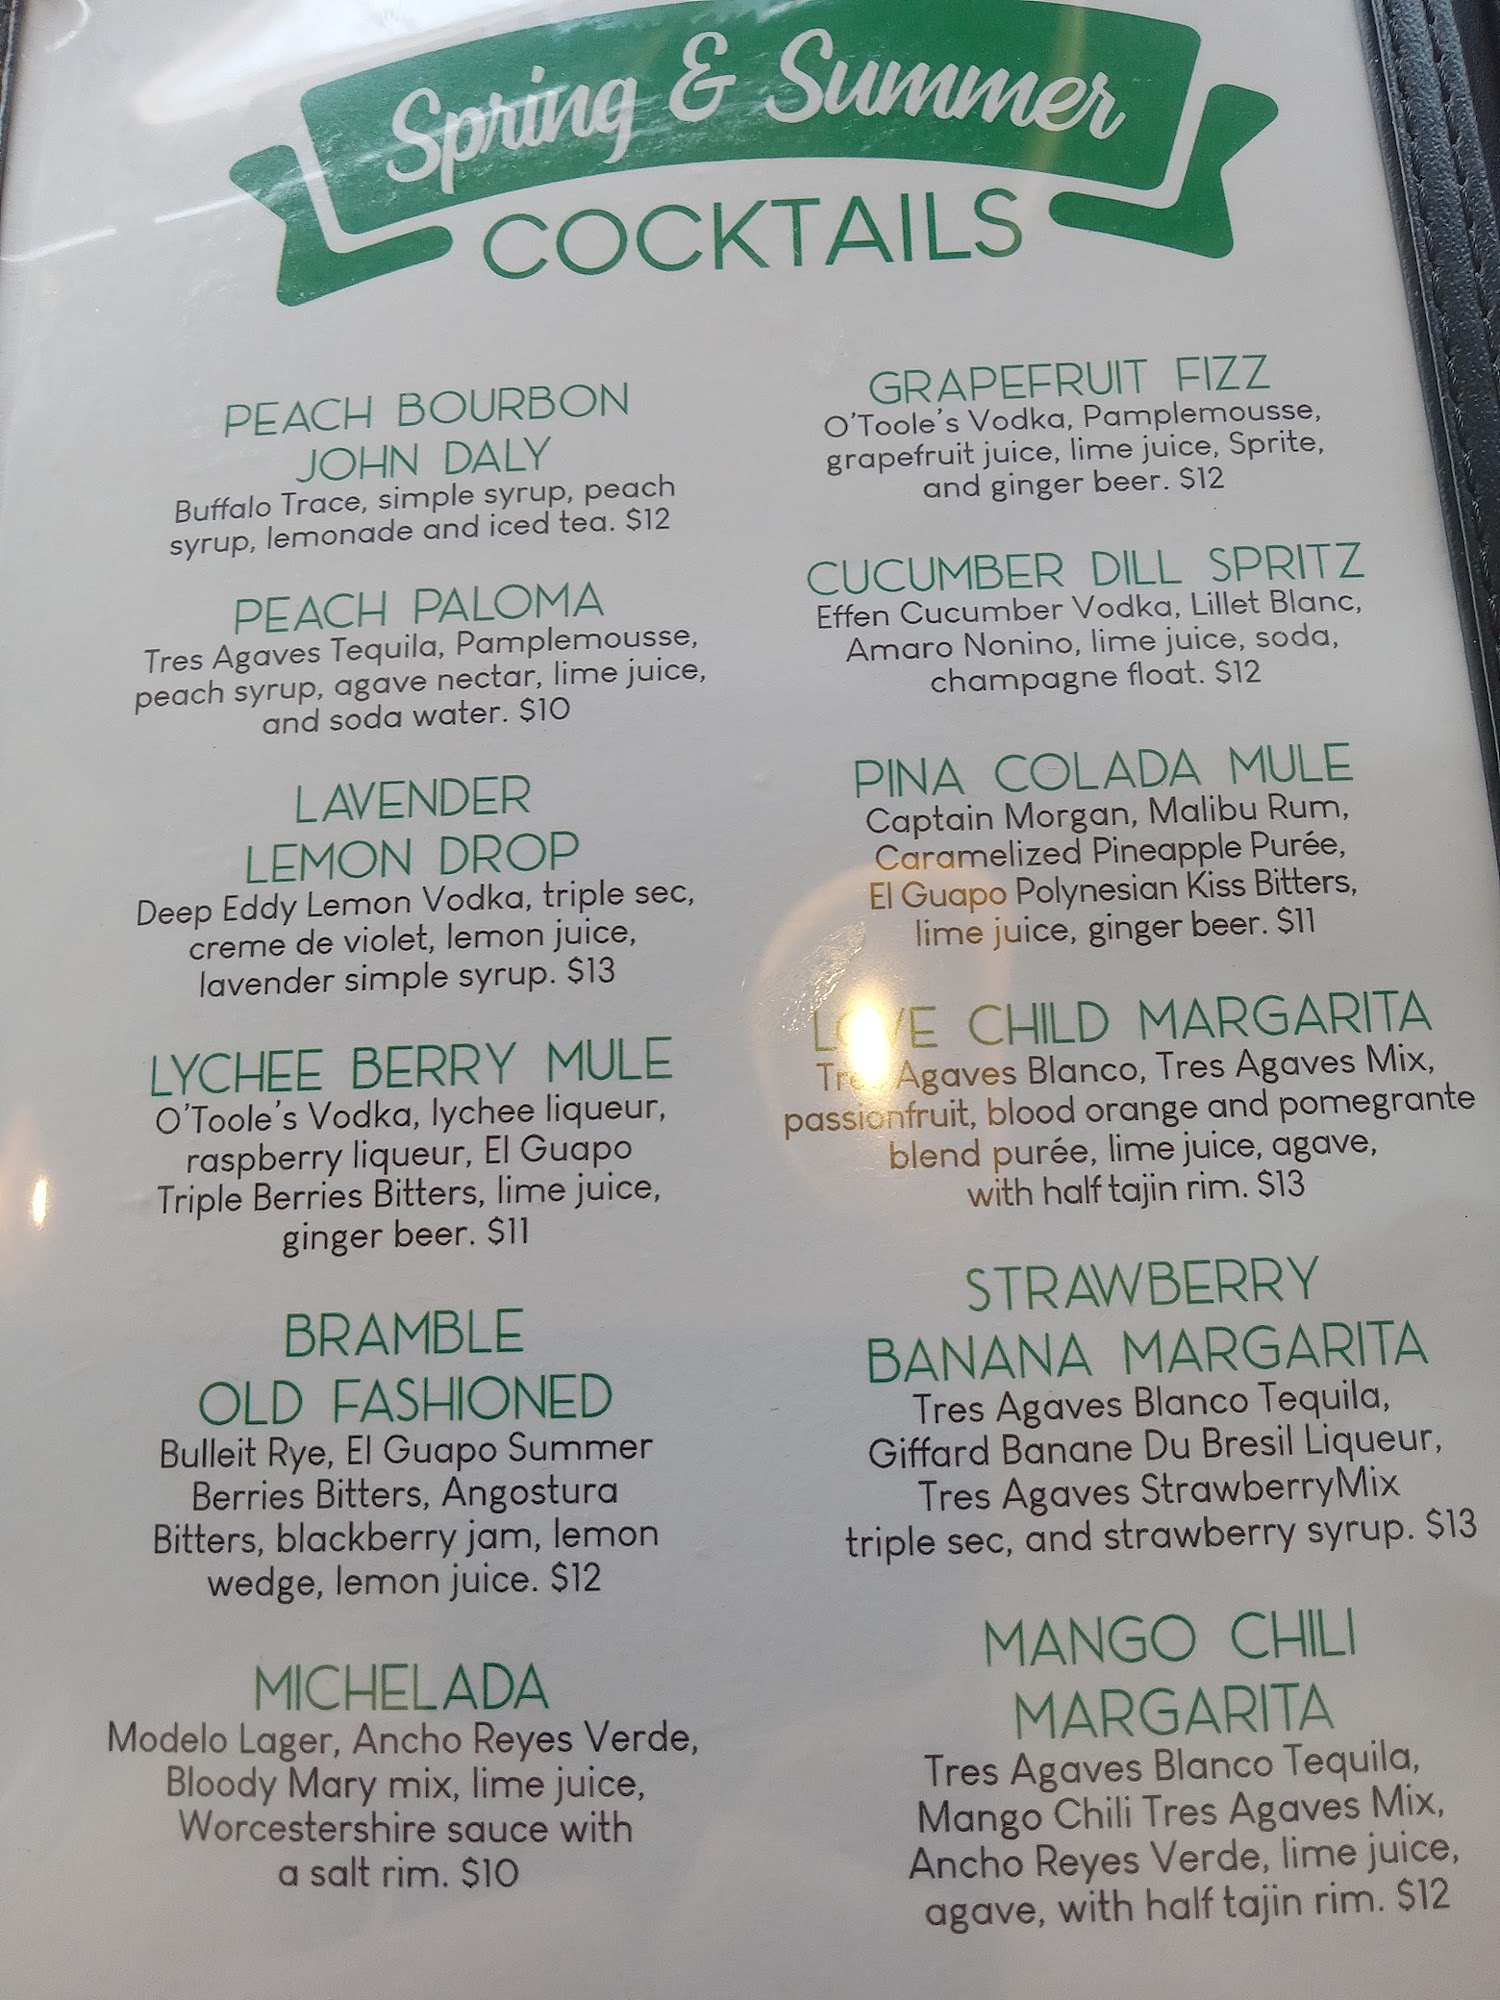 Spring & Summer
COCKTAILS
PEACH BOURBON
JOHN DALY
Buffalo Trace, simple syrup, peach
syrup, lemonade and iced tea. $12
PEACH PALOMA
Tres Agaves Tequila, Pamplemousse,
peach syrup, agave nectar, lime juice,
and soda water. $10
LAVENDER
LEMON DROP
Deep Eddy Lemon Vodka, triple sec,
creme de violet, lemon juice,
lavender simple syrup. $13
LYCHEE BERRY MULE
O'Toole's Vodka, lychee liqueur,
raspberry liqueur, El Guapo
Triple Berries Bitters, lime juice,
ginger beer. $11
BRAMBLE
OLD FASHIONED
Bulleit Rye, El Guapo Summer
Berries Bitters, Angostura
Bitters, blackberry jam, lemon
wedge, lemon juice. $12
MICHELADA
Modelo Lager, Ancho Reyes Verde,
Bloody Mary mix, lime juice,
Worcestershire sauce with
a salt rim. $10
GRAPEFRUIT FIZZ
O'Toole's Vodka, Pamplemousse,
grapefruit juice, lime juice, Sprite,
and ginger beer. $12
CUCUMBER DILL SPRITZ
Effen Cucumber Vodka, Lillet Blanc,
Amaro Nonino, lime juice, soda,
champagne float. $12
PINA COLADA MULE
Captain Morgan, Malibu Rum,
Caramelized Pineapple Purée,
El Guapo Polynesian Kiss Bitters,
lime juice, ginger beer. $11
LOVE CHILD MARGARITA
Tres Agaves Blanco, Tres Agaves Mix,
passionfruit, blood orange and pomegrante
blend purée, lime juice, agave,
with half tajin rim. $13
STRAWBERRY
BANANA MARGARITA
Tres Agaves Blanco Tequila,
Giffard Banane Du Bresil Liqueur,
Tres Agaves StrawberryMix
triple sec, and strawberry syrup. $13
MANGO CHILI
MARGARITA
Tres Agaves Blanco Tequila,
Mango Chili Tres Agaves Mix,
Ancho Reyes Verde, lime juice,
agave, with half tajin rim. $12